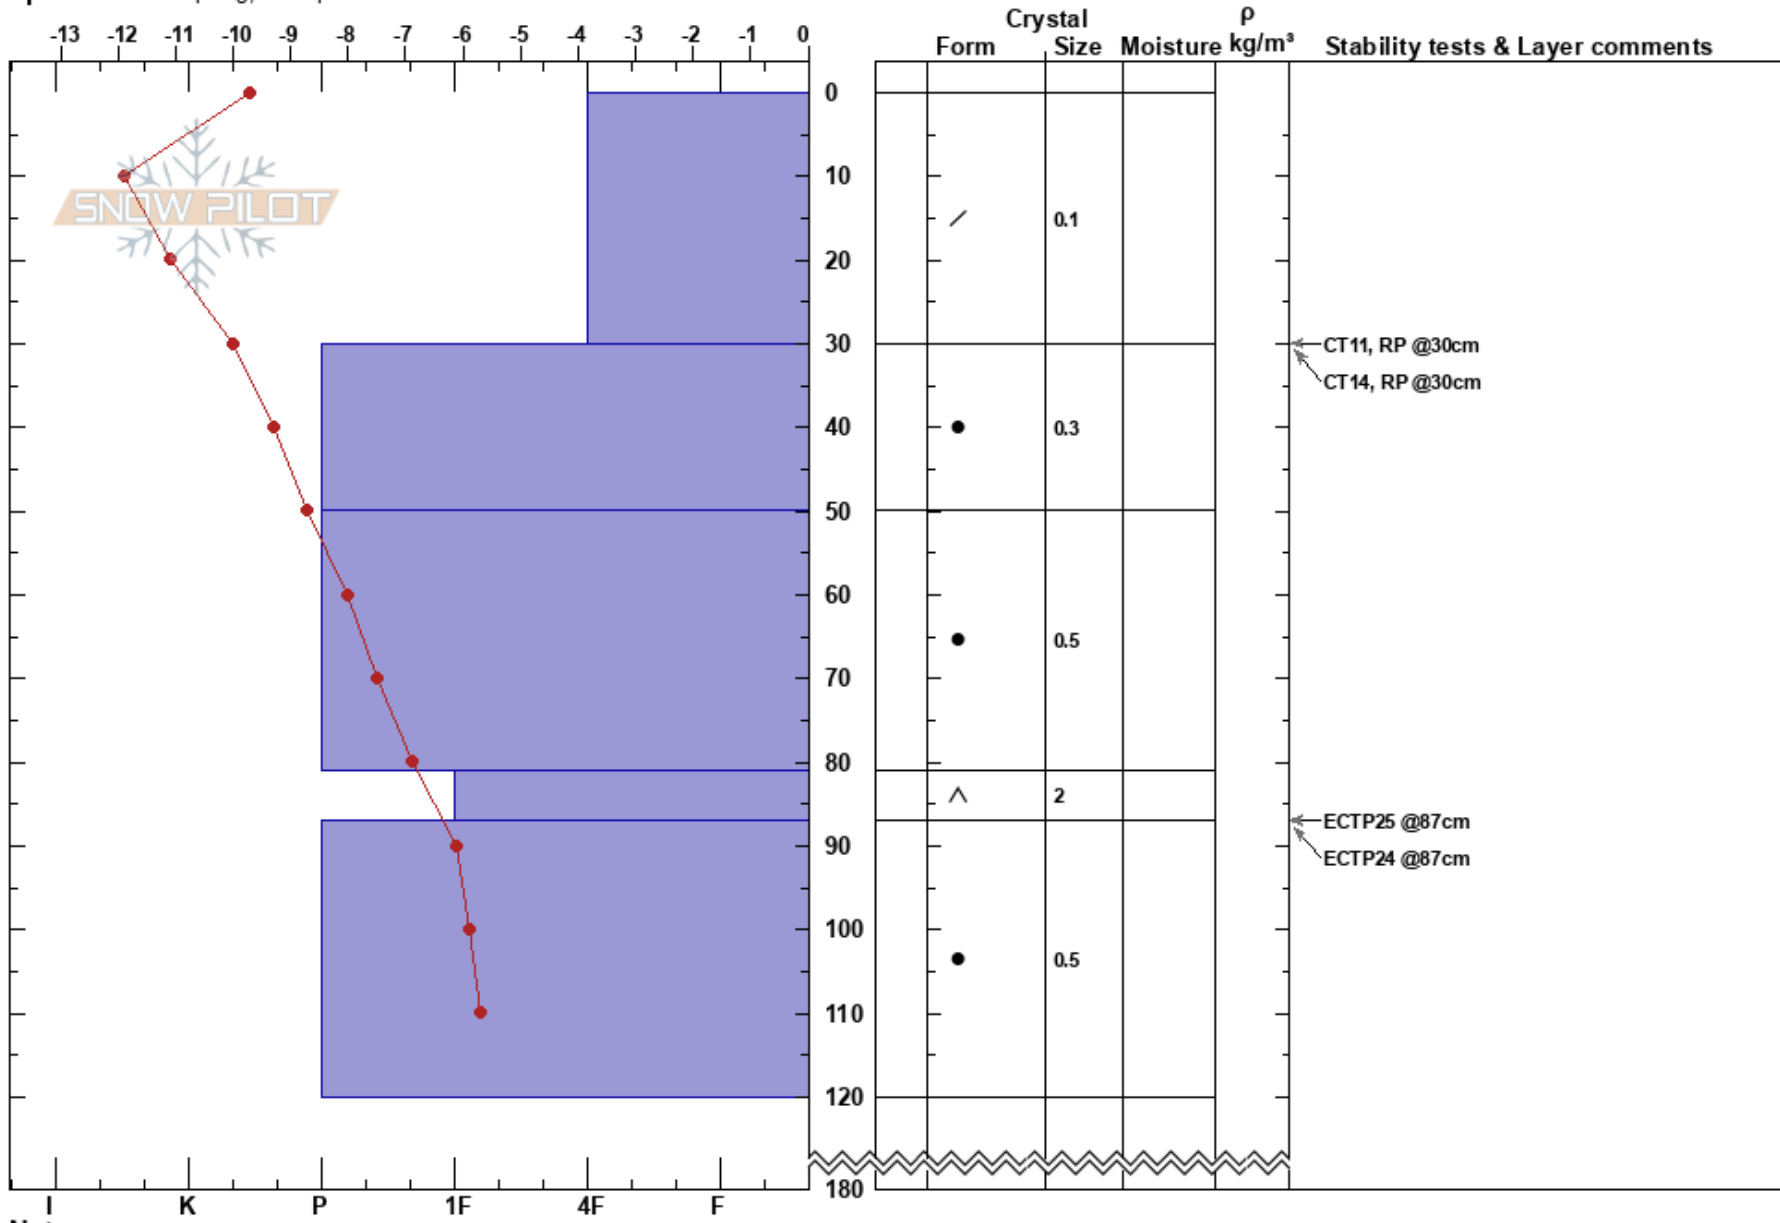 -13 -12 -11 -10 -9 -8 -7 -6 -5 -4 -3 -2 -1 0
Crystal
Form Size Moisture ρ kg/m³ Stability tests & Layer comments
SNOW PILOT
0
10
0.1
20
30
CT11, RP @30cm
CT14, RP @30cm
40
0.3
50
60
0.5
70
80
2
ECTP25 @87cm
90
ECTP24 @87cm
100
0.5
110
120
180
I K P 1F 4F F